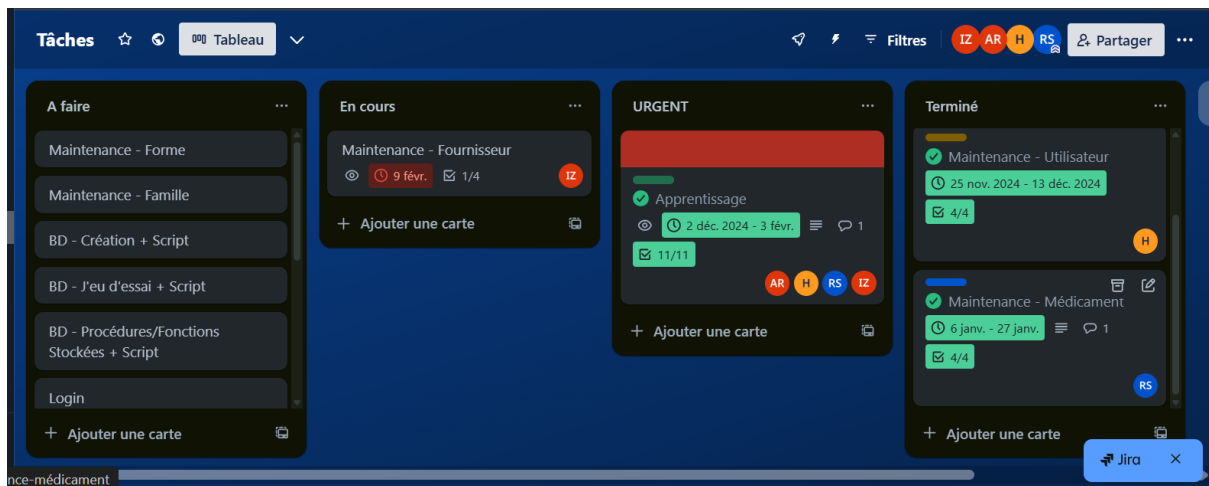 Tâches
Tableau
Filtres
IZ
AR
H
RS
Partager
A faire
Maintenance - Forme
Maintenance - Famille
BD - Création + Script
BD - J'eu d'essai + Script
BD - Procédures/Fonctions
Stockées + Script
Login
+ Ajouter une carte
En cours
Maintenance - Fournisseur
9 févr.
1/4
IZ
+ Ajouter une carte
URGENT
Apprentissage
2 déc. 2024 - 3 févr.
1
11/11
AR
H
RS
IZ
+ Ajouter une carte
Terminé
Maintenance - Utilisateur
25 nov. 2024 - 13 déc. 2024
4/4
H
Maintenance - Médicament
6 janv. - 27 janv.
1
4/4
RS
+ Ajouter une carte
Jira
nce-médicament